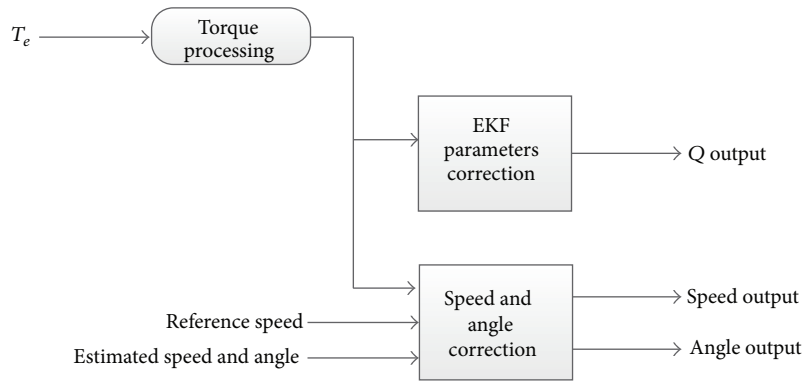 Te
Torque
processing
EKF
parameters
correction
Q output
Speed and
angle
correction
Reference speed
Estimated speed and angle
Speed output
Angle output